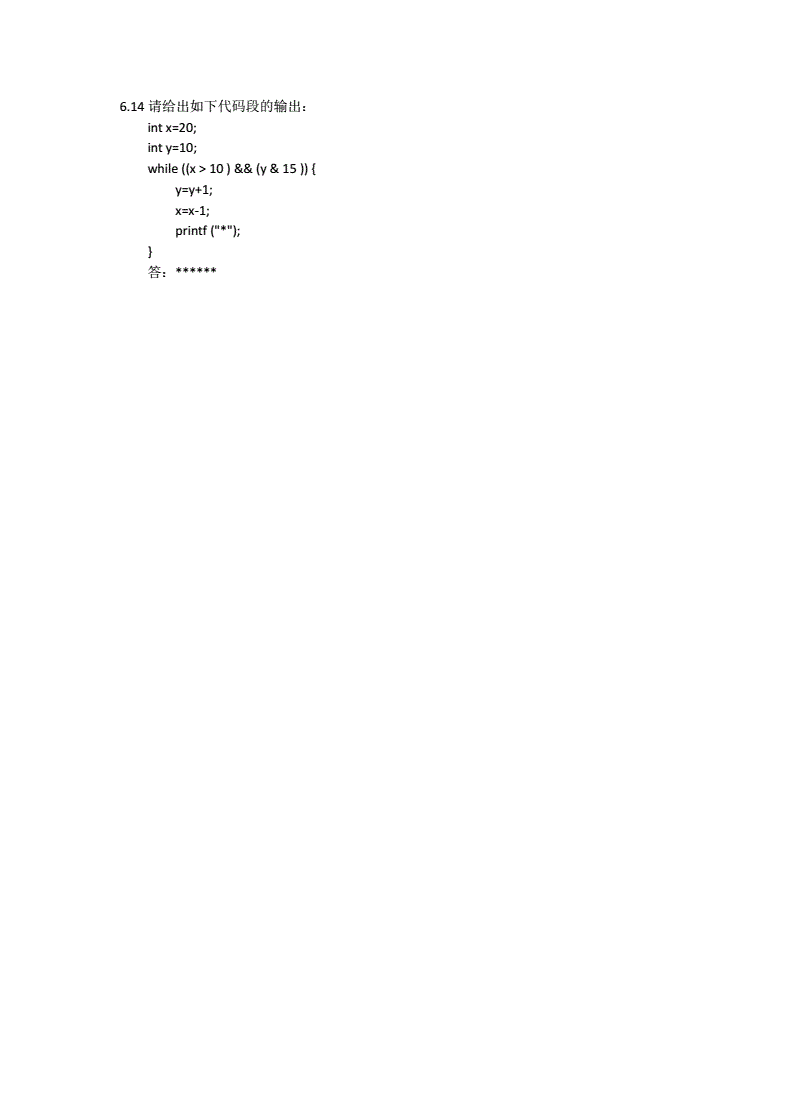 6.14 请给出如下代码段的输出：
int x=20;
int y=10;
while ((x > 10 ) && (y & 15 )) {
y=y+1;
x=x-1;
printf ("*");
}
答：******